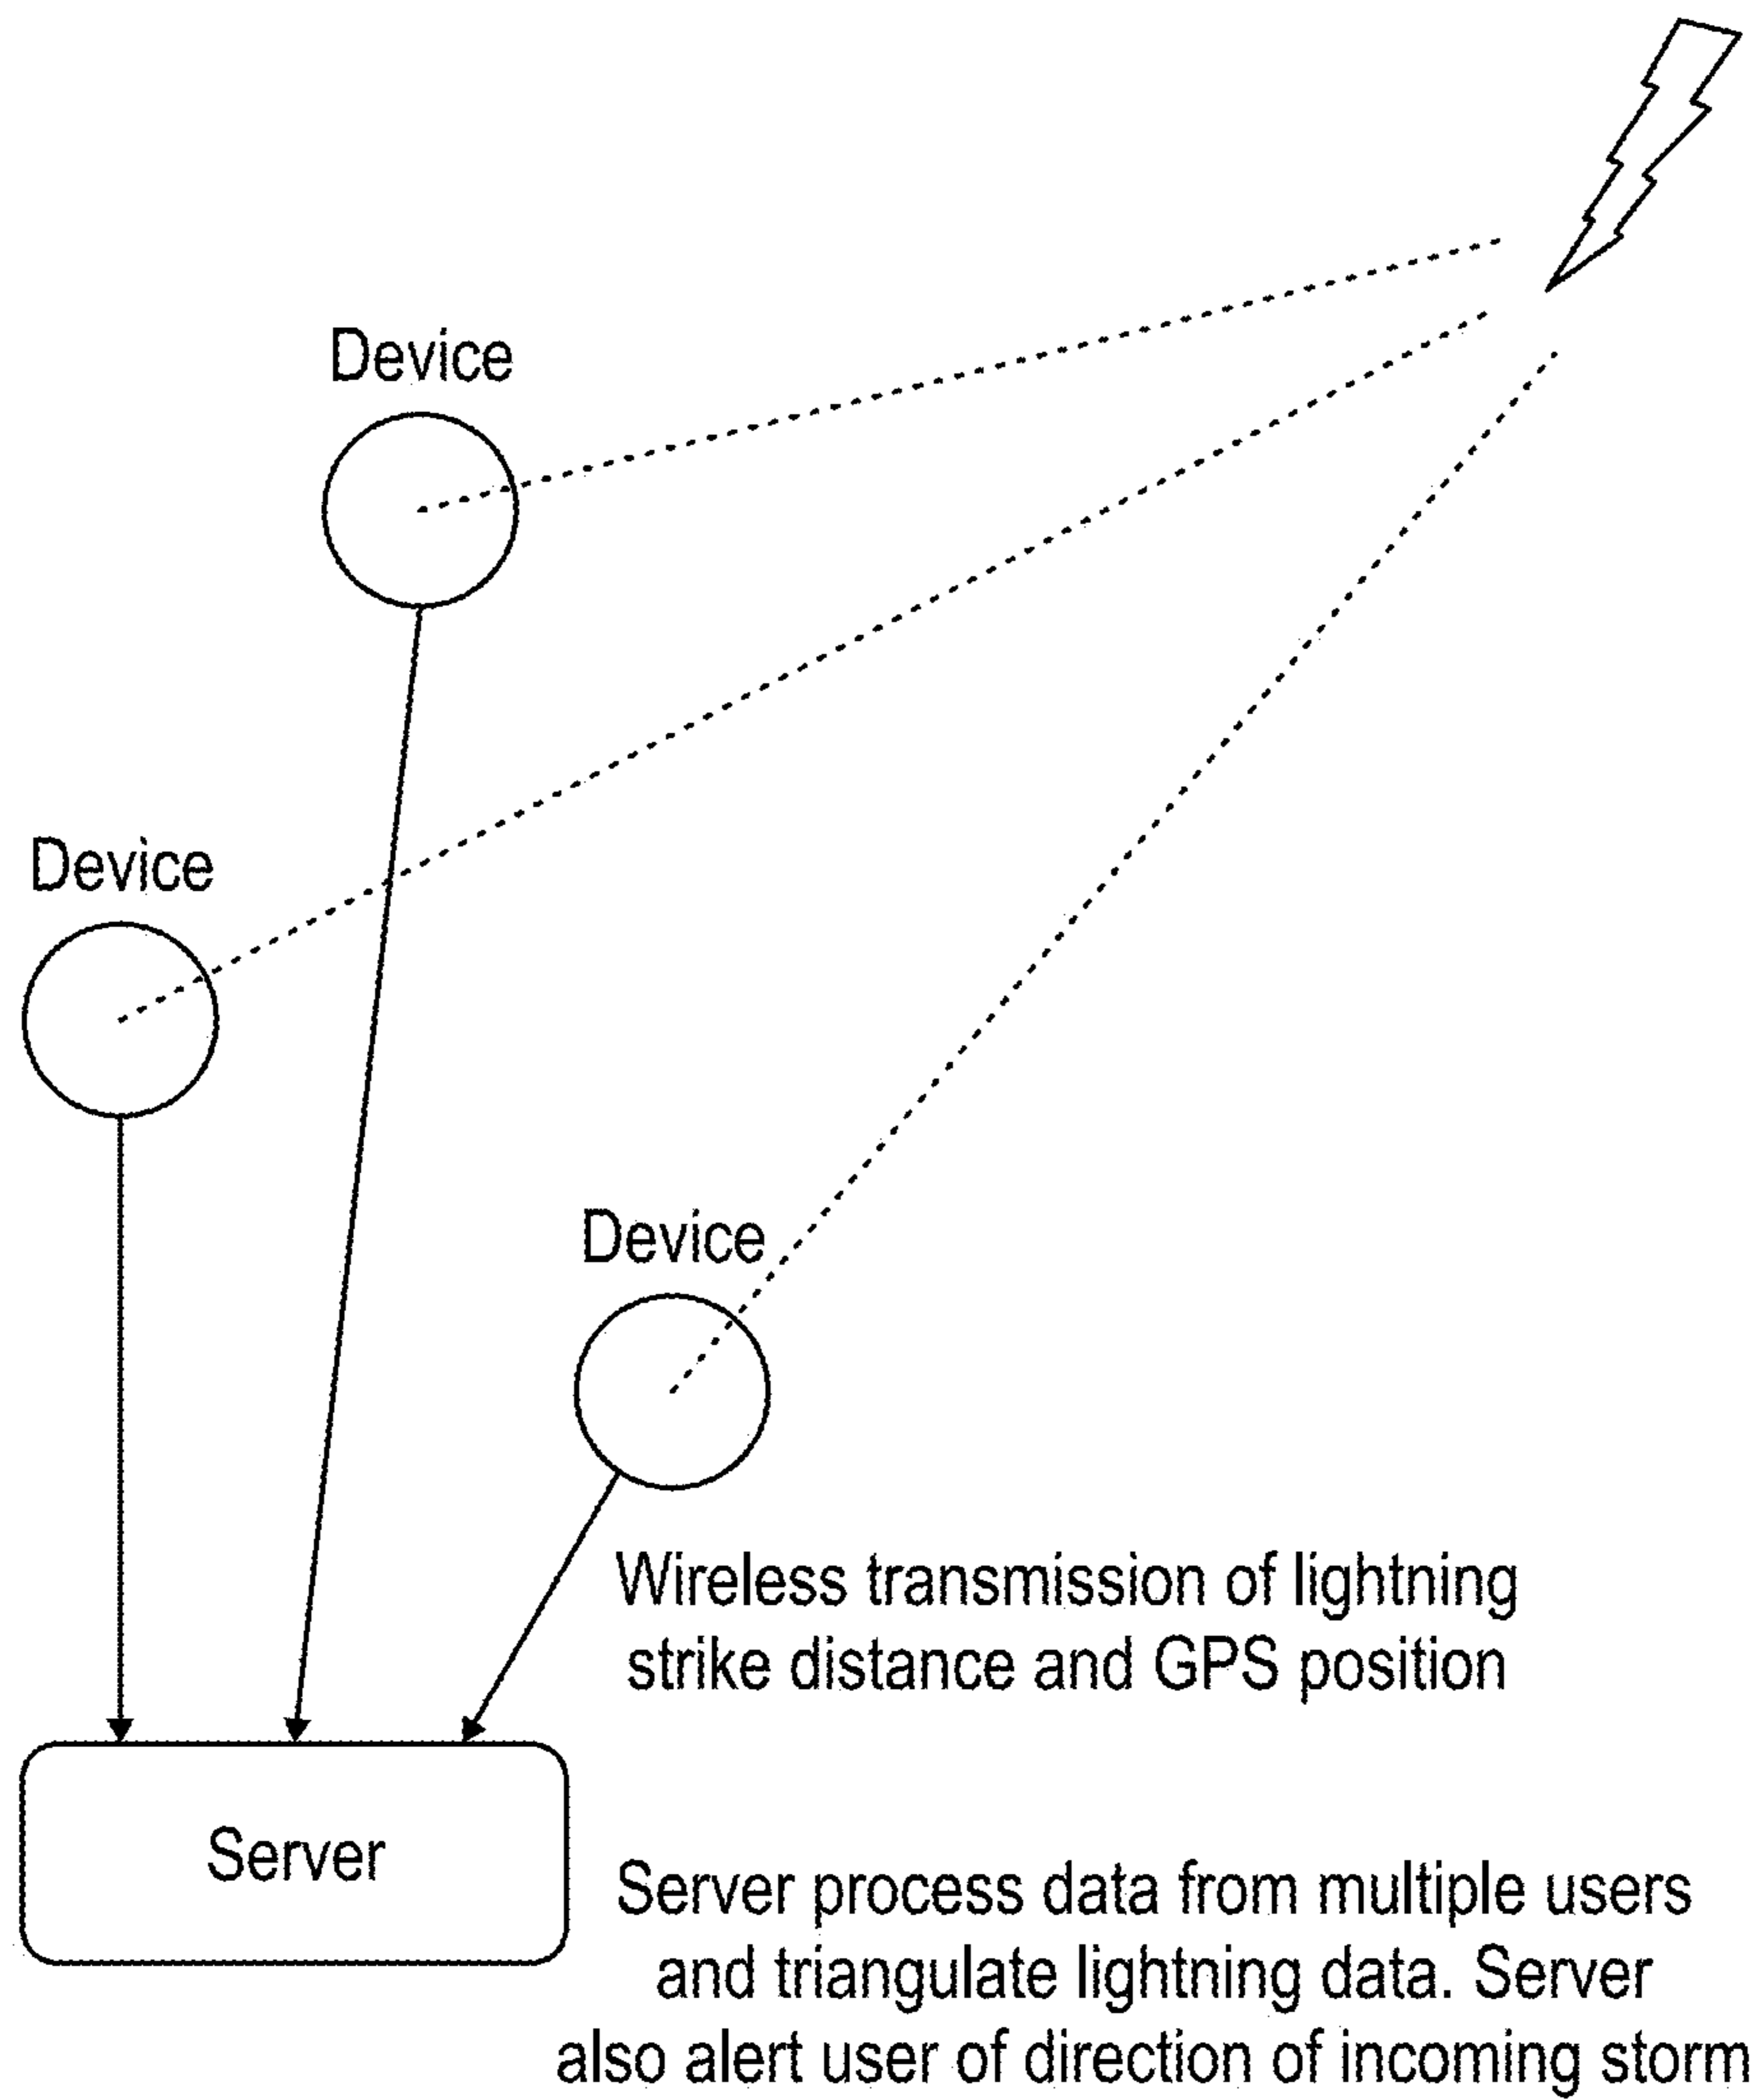 Device
Device
Device
Wireless transmission of lightning
strike distance and GPS position
Server
Server process data from multiple users
and triangulate lightning data. Server
also alert user of direction of incoming storm